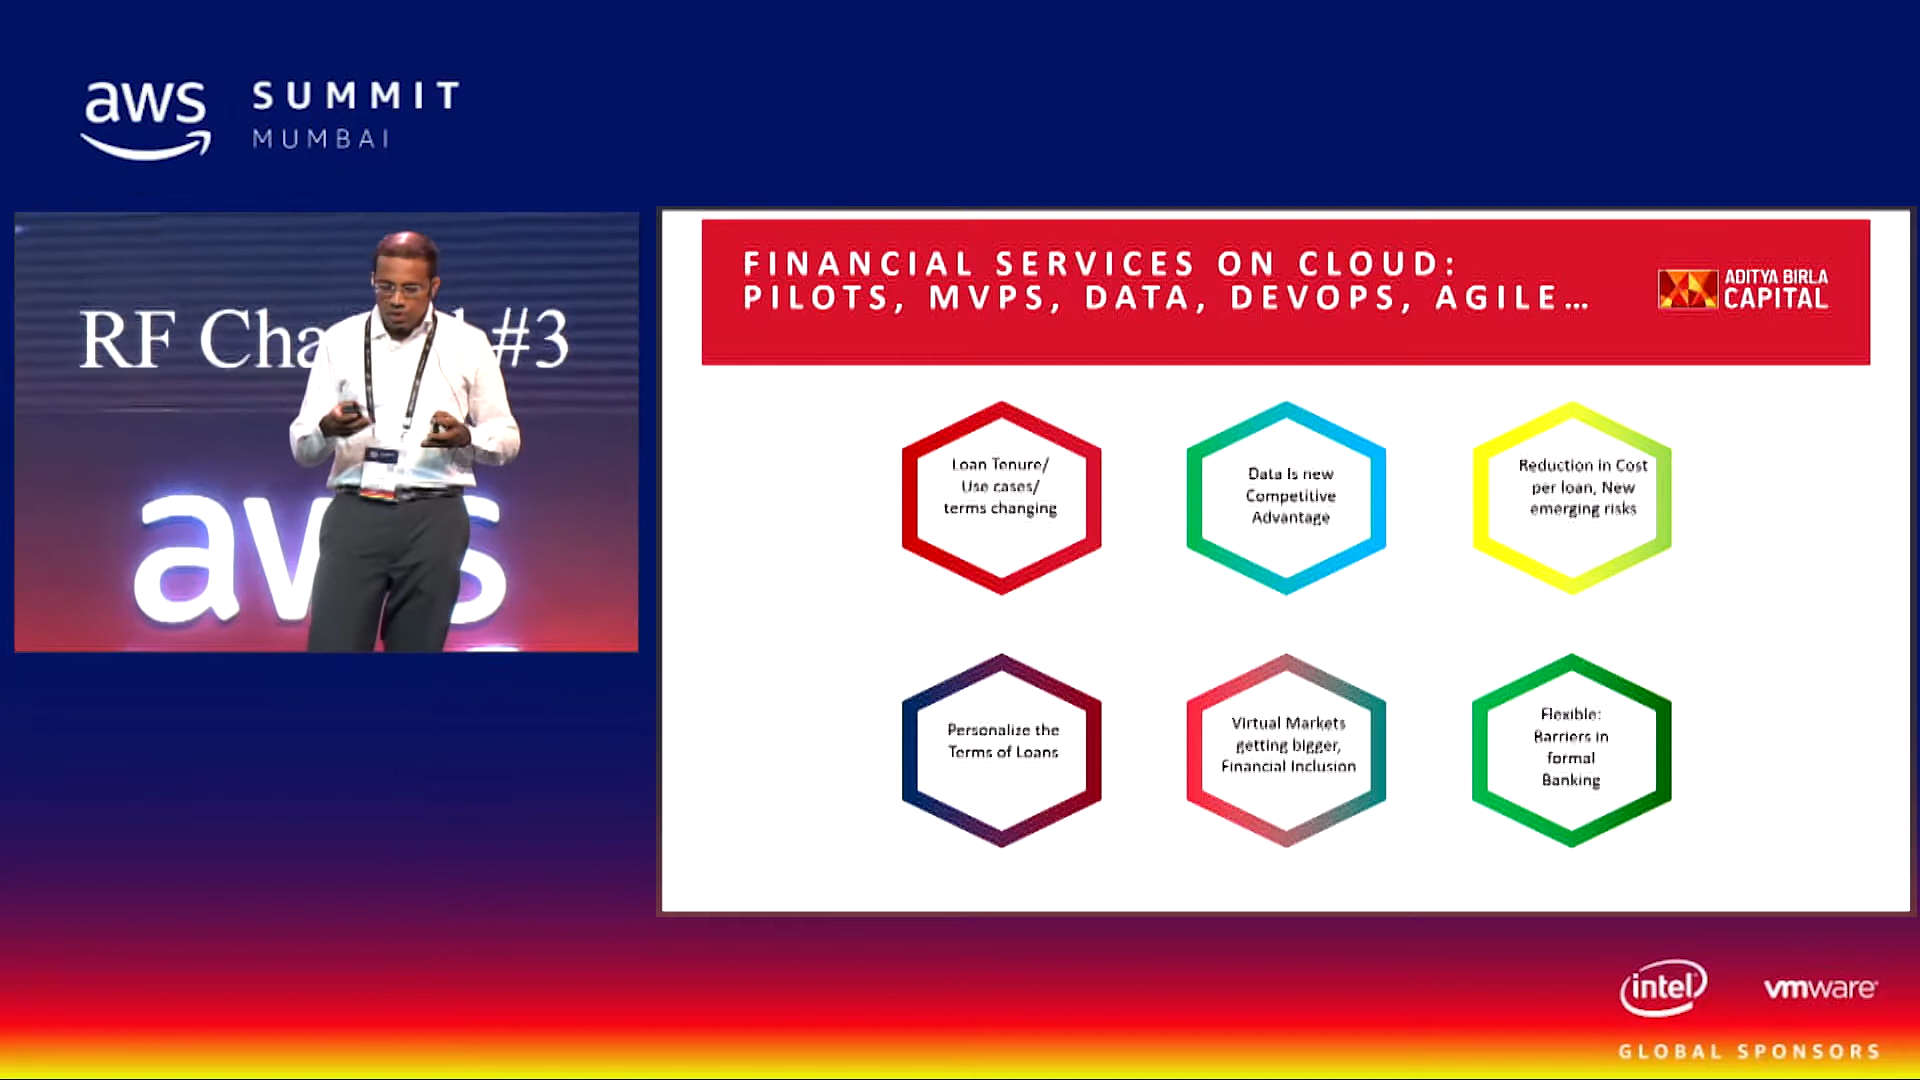 aws
SUMMIT
MUMBAI
RF Cha
#3
aws
FINANCIAL SERVICES ON CLOUD:
PILOTS, MVPS, DATA, DEVOPS, AGILE...
ADITYA BIRLA
CAPITAL
Loan Tenure/
Use cases/
terms changing
Data Is new
Competitive
Advantage
Reduction in Cost
per loan, New
emerging risks
Personalize the
Terms of Loans
Virtual Markets
getting bigger,
Financial Inclusion
Flexible:
Barriers in
formal
Banking
intel
vmware
GLOBAL SPONSORS